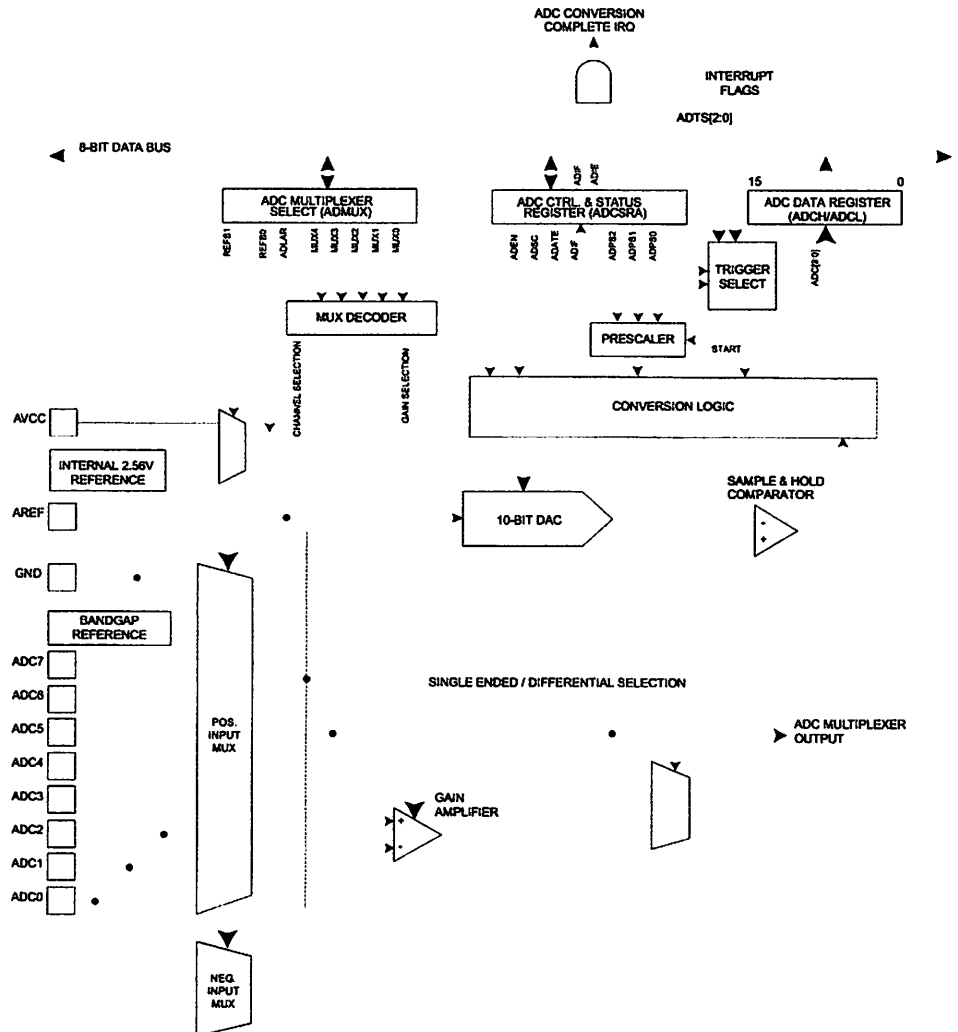 ADC CONVERSION
COMPLETE IRQ
INTERRUPT
FLAGS
ADTS[2:0]
8-BIT DATA BUS
ADIF
ADIE
15
0
ADC MULTIPLEXER
SELECT (ADMUX)
ADC CTRL. & STATUS
REGISTER (ADCSRA)
ADC DATA REGISTER
(ADCH/ADCL)
REFS1
REFS0
ADLAR
MUX4
MUX3
MUX2
MUX1
MUX0
ADEN
ADSC
ADATE
ADIF
ADPS2
ADPS1
ADPS0
TRIGGER
SELECT
ADC[9:0]
MUX DECODER
PRESCALER
START
CHANNEL SELECTION
GAIN SELECTION
CONVERSION LOGIC
AVCC
INTERNAL 2.56V
REFERENCE
SAMPLE & HOLD
COMPARATOR
AREF
10-BIT DAC
-
+
GND
BANDGAP
REFERENCE
ADC7
SINGLE ENDED / DIFFERENTIAL SELECTION
ADC6
ADC5
POS.
INPUT
MUX
ADC MULTIPLEXER
OUTPUT
ADC4
ADC3
GAIN
AMPLIFIER
+
-
ADC2
ADC1
ADC0
NEG.
INPUT
MUX